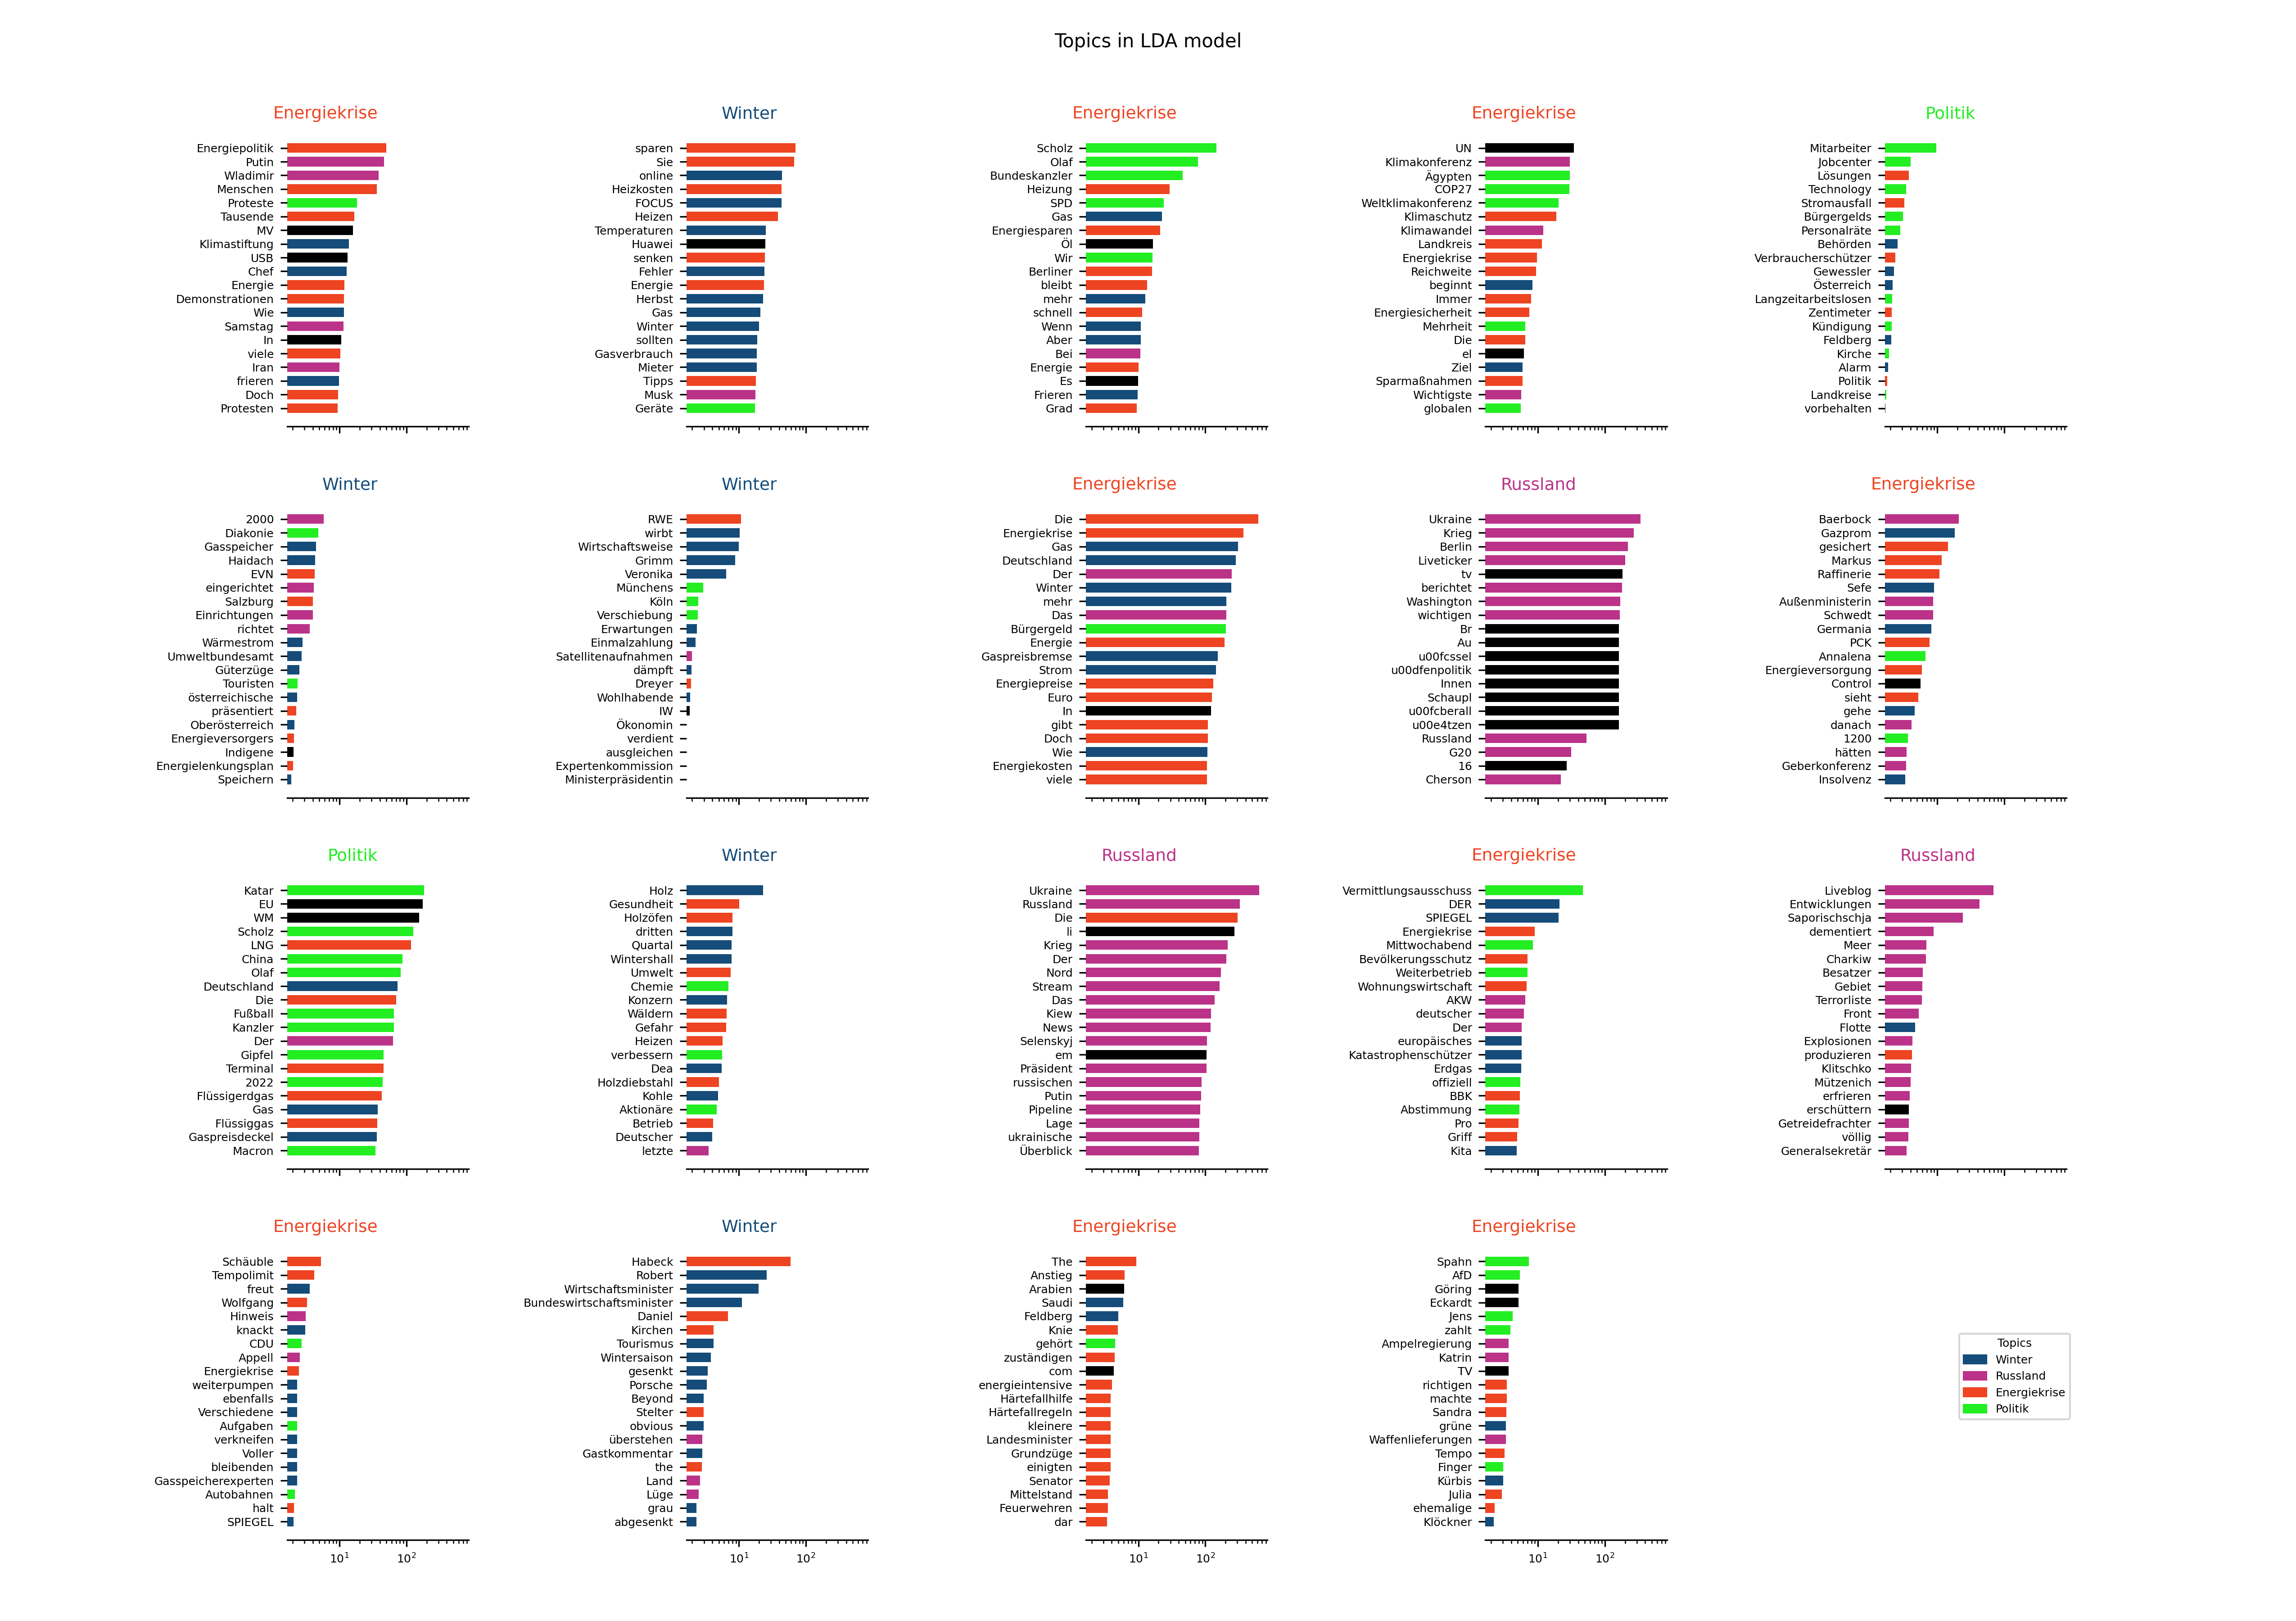 Topics in LDA model
Energiekrise
Energiepolitik
Putin
Wladimir
Menschen
Proteste
Tausende
MV
Klimastiftung
USB
Chef
Energie
Demonstrationen
Wie
Samstag
In
viele
Iran
frieren
Doch
Protesten
Winter
sparen
Sie
online
Heizkosten
FOCUS
Heizen
Temperaturen
Huawei
senken
Fehler
Energie
Herbst
Gas
Winter
sollten
Gasverbrauch
Mieter
Tipps
Musk
Geräte
Energiekrise
Scholz
Olaf
Bundeskanzler
Heizung
SPD
Gas
Energiesparen
Öl
Wir
Berliner
bleibt
mehr
schnell
Wenn
Aber
Bei
Energie
Es
Frieren
Grad
Energiekrise
UN
Klimakonferenz
Ägypten
COP27
Weltklimakonferenz
Klimaschutz
Klimawandel
Landkreis
Energiekrise
Reichweite
beginnt
Immer
Energiesicherheit
Mehrheit
Die
el
Ziel
Sparmaßnahmen
Wichtigste
globalen
Politik
Mitarbeiter
Jobcenter
Lösungen
Technology
Stromausfall
Bürgergelds
Personalräte
Behörden
Verbraucherschützer
Gewessler
Österreich
Langzeitarbeitslosen
Zentimeter
Kündigung
Feldberg
Kirche
Alarm
Politik
Landkreise
vorbehalten
Winter
2000
Diakonie
Gasspeicher
Haidach
EVN
eingerichtet
Salzburg
Einrichtungen
richtet
Wärmestrom
Umweltbundesamt
Güterzüge
Touristen
österreichische
präsentiert
Oberösterreich
Energieversorgers
Indigene
Energielenkungsplan
Speichern
Winter
RWE
wirbt
Wirtschaftsweise
Grimm
Veronika
Münchens
Köln
Verschiebung
Erwartungen
Einmalzahlung
Satellitenaufnahmen
dämpft
Dreyer
Wohlhabende
IW
Ökonomin
verdient
ausgleichen
Expertenkommission
Ministerpräsidentin
Energiekrise
Die
Energiekrise
Gas
Deutschland
Der
Winter
mehr
Das
Bürgergeld
Energie
Gaspreisbremse
Strom
Energiepreise
Euro
In
gibt
Doch
Wie
Energiekosten
viele
Russland
Ukraine
Krieg
Berlin
Liveticker
tv
berichtet
Washington
wichtigen
Br
Au
u00fcssel
u00dfenpolitik
Innen
Schaupl
u00fcberall
u00e4tzen
Russland
G20
16
Cherson
Energiekrise
Baerbock
Gazprom
gesichert
Markus
Raffinerie
Sefe
Außenministerin
Schwedt
Germania
PCK
Annalena
Energieversorgung
Control
sieht
gehe
danach
1200
hätten
Geberkonferenz
Insolvenz
Politik
Katar
EU
WM
Scholz
LNG
China
Olaf
Deutschland
Die
Fußball
Kanzler
Der
Gipfel
Terminal
2022
Flüssigerdgas
Gas
Flüssiggas
Gaspreisdeckel
Macron
Winter
Holz
Gesundheit
Holzöfen
dritten
Quartal
Wintershall
Umwelt
Chemie
Konzern
Wäldern
Gefahr
Heizen
verbessern
Dea
Holzdiebstahl
Kohle
Aktionäre
Betrieb
Deutscher
letzte
Russland
Ukraine
Russland
Die
li
Krieg
Der
Nord
Stream
Das
Kiew
News
Selenskyj
em
Präsident
russischen
Putin
Pipeline
Lage
ukrainische
Überblick
Energiekrise
Vermittlungsausschuss
DER
SPIEGEL
Energiekrise
Mittwochabend
Bevölkerungsschutz
Weiterbetrieb
Wohnungswirtschaft
AKW
deutscher
Der
europäisches
Katastrophenschützer
Erdgas
offiziell
BBK
Abstimmung
Pro
Griff
Kita
Russland
Liveblog
Entwicklungen
Saporischschja
dementiert
Meer
Charkiw
Besatzer
Gebiet
Terrorliste
Front
Flotte
Explosionen
produzieren
Klitschko
Mützenich
erfrieren
erschüttern
Getreidefrachter
völlig
Generalsekretär
Energiekrise
Schäuble
Tempolimit
freut
Wolfgang
Hinweis
knackt
CDU
Appell
Energiekrise
weiterpumpen
ebenfalls
Verschiedene
Aufgaben
verkneifen
Voller
bleibenden
Gasspeicherexperten
Autobahnen
halt
SPIEGEL
10¹ 10²
Winter
Habeck
Robert
Wirtschaftsminister
Bundeswirtschaftsminister
Daniel
Kirchen
Tourismus
Wintersaison
gesenkt
Porsche
Beyond
Stelter
obvious
überstehen
Gastkommentar
the
Land
Lüge
grau
abgesenkt
10¹ 10²
Energiekrise
The
Anstieg
Arabien
Saudi
Feldberg
Knie
gehört
zuständigen
com
energieintensive
Härtefallhilfe
Härtefallregeln
kleinere
Landesminister
Grundzüge
einigten
Senator
Mittelstand
Feuerwehren
dar
10¹ 10²
Energiekrise
Spahn
AfD
Göring
Eckardt
Jens
zahlt
Ampelregierung
Katrin
TV
richtigen
machte
Sandra
grüne
Waffenlieferungen
Tempo
Finger
Kürbis
Julia
ehemalige
Klöckner
10¹ 10²
Topics
Winter
Russland
Energiekrise
Politik